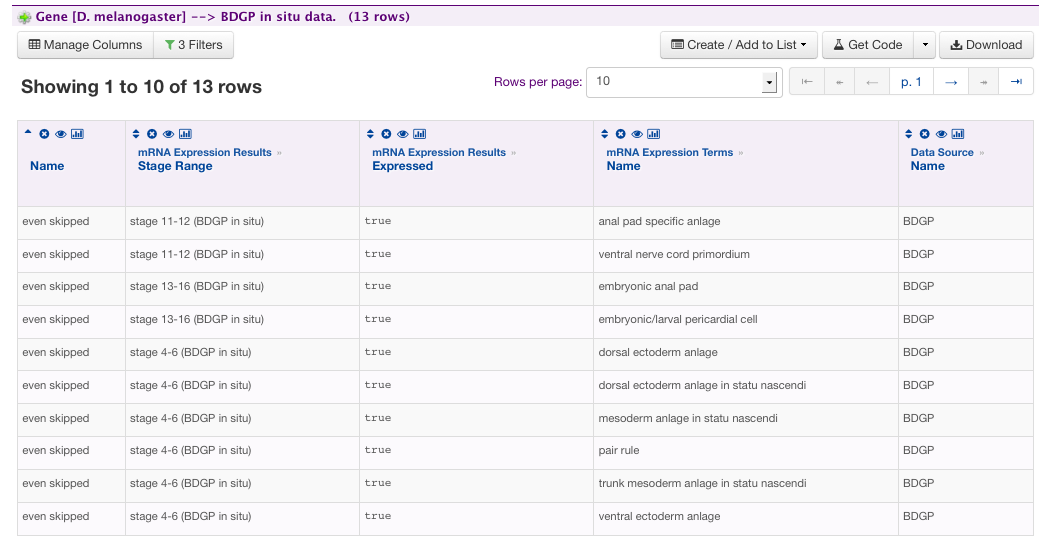 Gene [D. melanogaster] --> BDGP in situ data. (13 rows)
Manage Columns 3 Filters Create / Add to List Get Code Download
Showing 1 to 10 of 13 rows Rows per page: 10 p. 1
mRNA Expression Results » mRNA Expression Results » mRNA Expression Terms » Data Source »
Name Stage Range Expressed Name Name
even skipped stage 11-12 (BDGP in situ) true anal pad specific anlage BDGP
even skipped stage 11-12 (BDGP in situ) true ventral nerve cord primordium BDGP
even skipped stage 13-16 (BDGP in situ) true embryonic anal pad BDGP
even skipped stage 13-16 (BDGP in situ) true embryonic/larval pericardial cell BDGP
even skipped stage 4-6 (BDGP in situ) true dorsal ectoderm anlage BDGP
even skipped stage 4-6 (BDGP in situ) true dorsal ectoderm anlage in statu nascendi BDGP
even skipped stage 4-6 (BDGP in situ) true mesoderm anlage in statu nascendi BDGP
even skipped stage 4-6 (BDGP in situ) true pair rule BDGP
even skipped stage 4-6 (BDGP in situ) true trunk mesoderm anlage in statu nascendi BDGP
even skipped stage 4-6 (BDGP in situ) true ventral ectoderm anlage BDGP